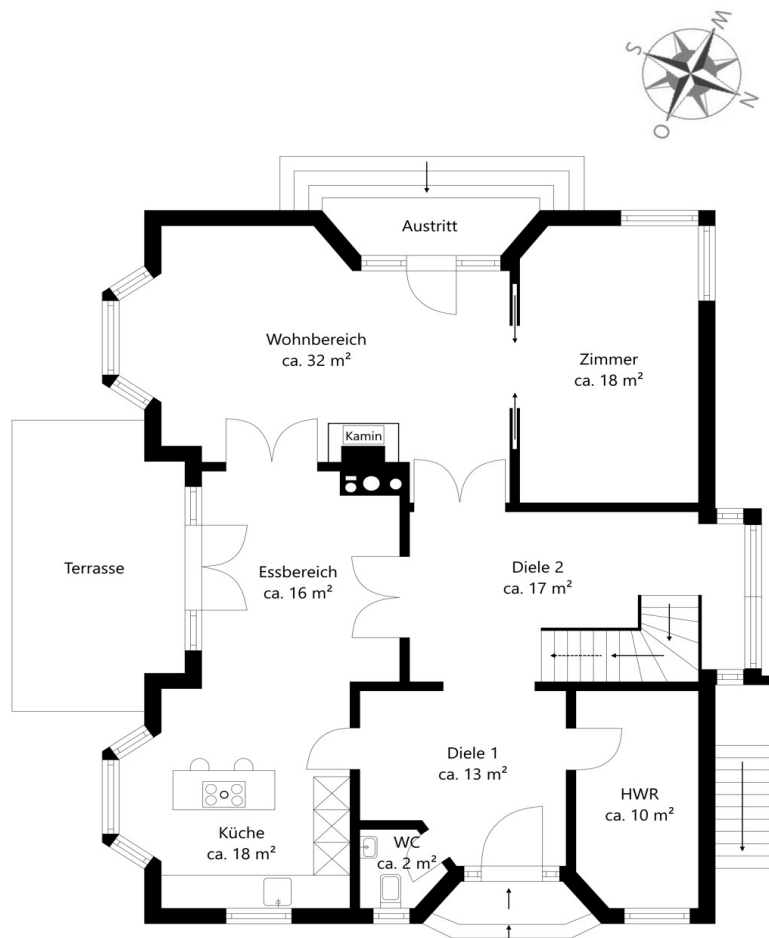 S
W
N
O
Austritt
Wohnbereich
ca. 32 m²
Zimmer
ca. 18 m²
Kamin
Terrasse
Essbereich
ca. 16 m²
Diele 2
ca. 17 m²
Diele 1
ca. 13 m²
HWR
ca. 10 m²
Küche
ca. 18 m²
WC
ca. 2 m²